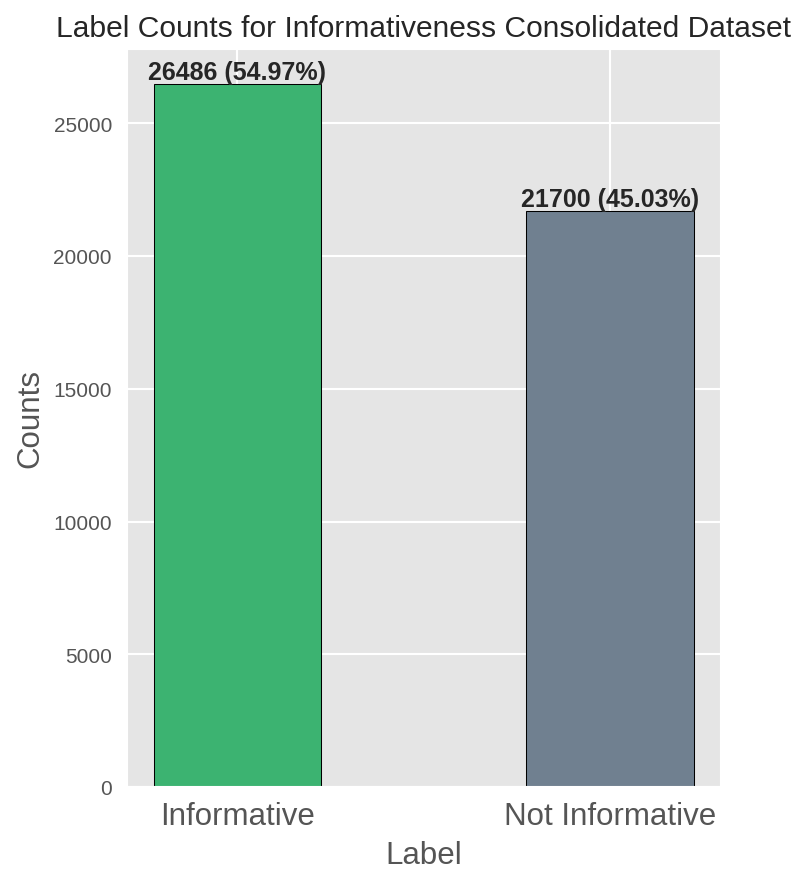 Label Counts for Informativeness Consolidated Dataset
26486 (54.97%)
21700 (45.03%)
25000
20000
15000
10000
5000
0
Counts
Informative
Not Informative
Label